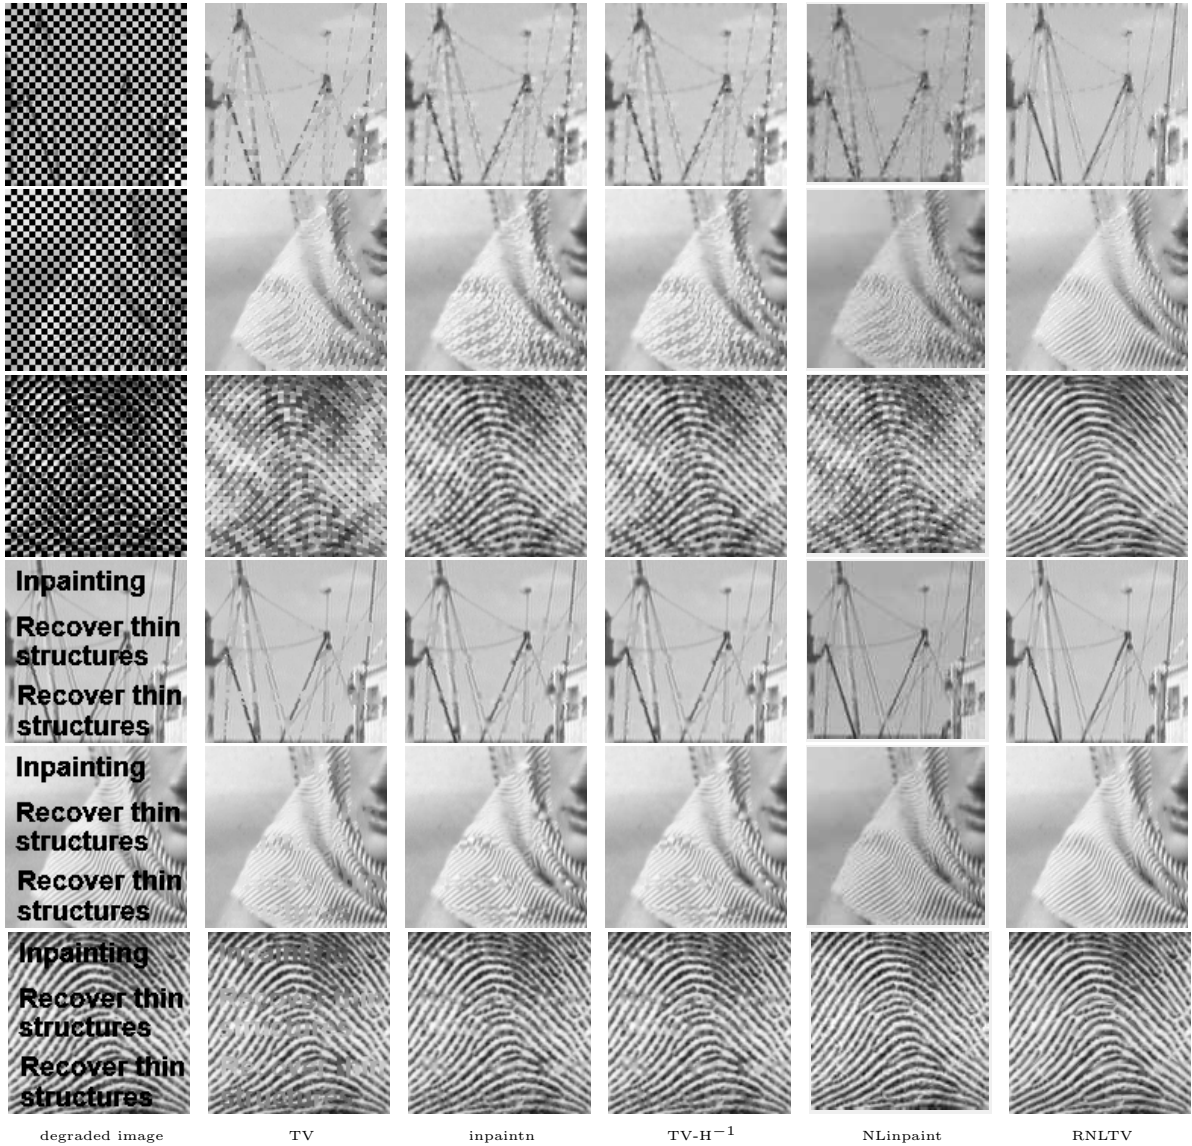 Inpainting
Recover thin
structures
Recover thin
structures
Inpainting
Recover thin
structures
Recover thin
structures
Inpainting
Recover thin
structures
Recover thin
structures
degraded image TV inpaintn TV-H⁻¹ NLinpaint RNLTV